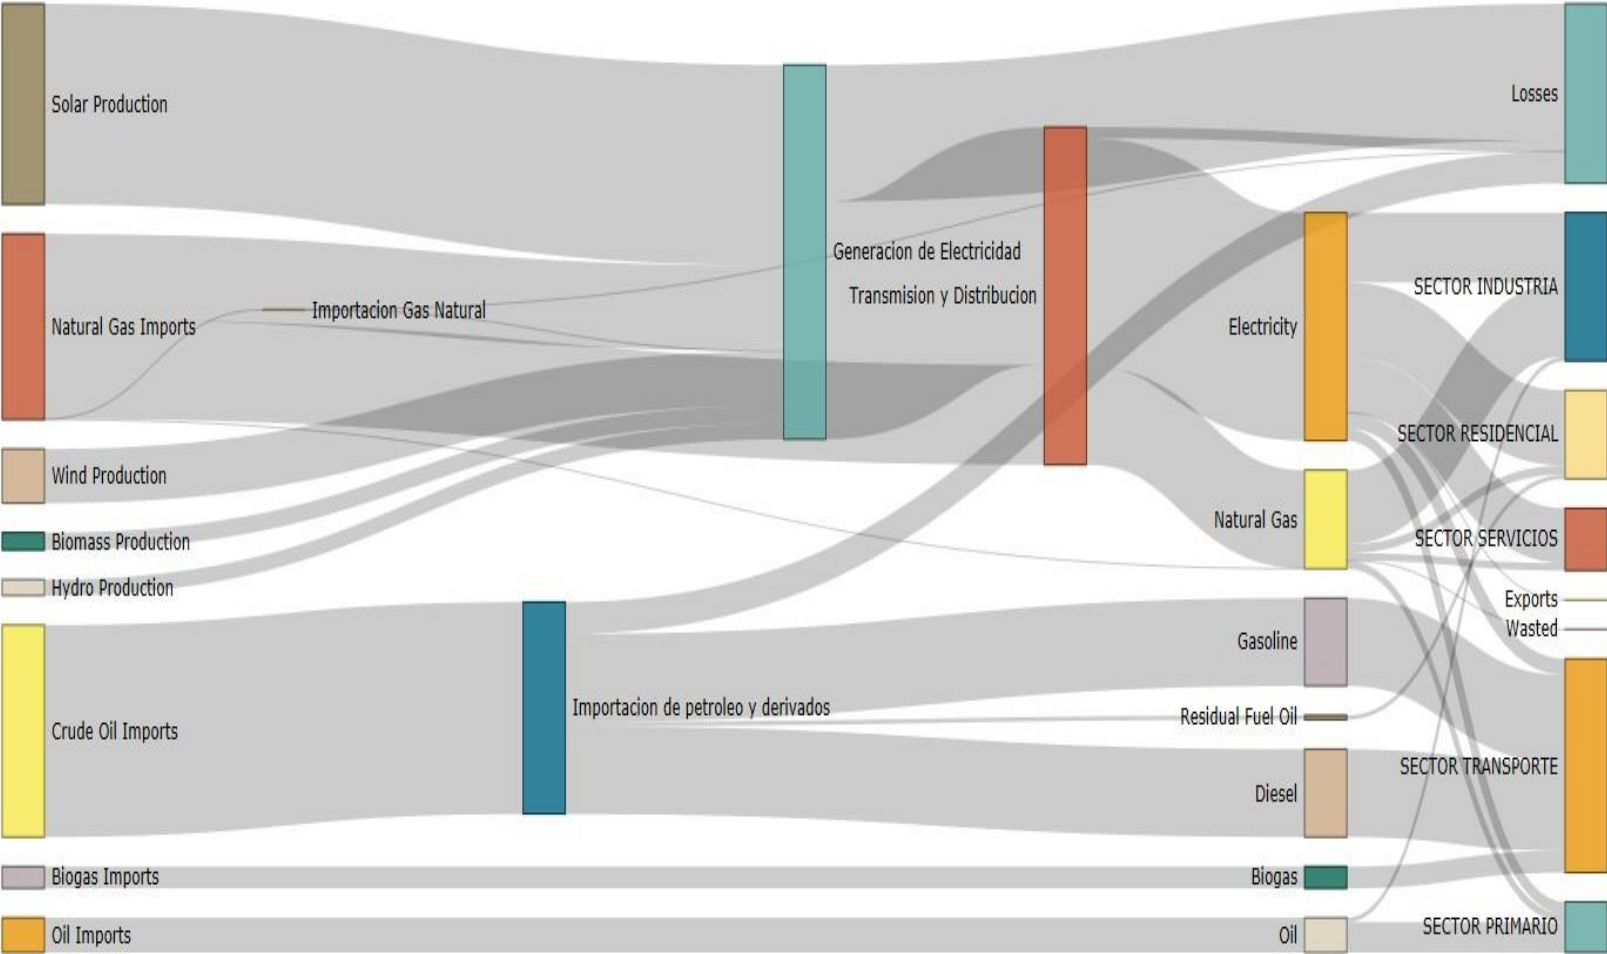 Solar Production
Natural Gas Imports
Wind Production
Biomass Production
Hydro Production
Crude Oil Imports
Biogas Imports
Oil Imports
Importacion Gas Natural
Importacion de petroleo y derivados
Generacion de Electricidad
Transmision y Distribucion
Electricity
Natural Gas
Gasoline
Residual Fuel Oil
Diesel
Biogas
Oil
Losses
SECTOR INDUSTRIA
SECTOR RESIDENCIAL
SECTOR SERVICIOS
Exports
Wasted
SECTOR TRANSPORTE
SECTOR PRIMARIO